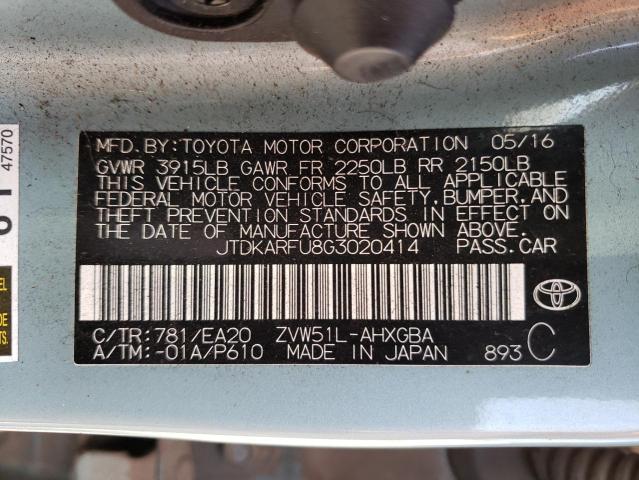 MFD.BY:TOYOTA MOTOR CORPORATION 05/16
GVWR 3915LB GAWR FR 2250LB RR 2150LB
THIS VEHICLE CONFORMS TO ALL APPLICABLE
FEDERAL MOTOR VEHICLE SAFETY,BUMPER,AND
THEFT PREVENTION STANDARDS IN EFFECT ON
THE DATE OF MANUFACTURE SHOWN ABOVE.
JTDKARFU8G3020414 PASS.CAR
C/TR:781/EA20 ZVW51L-AHXGBA
A/TM:-01A/P610 MADE IN JAPAN 893 C
47570